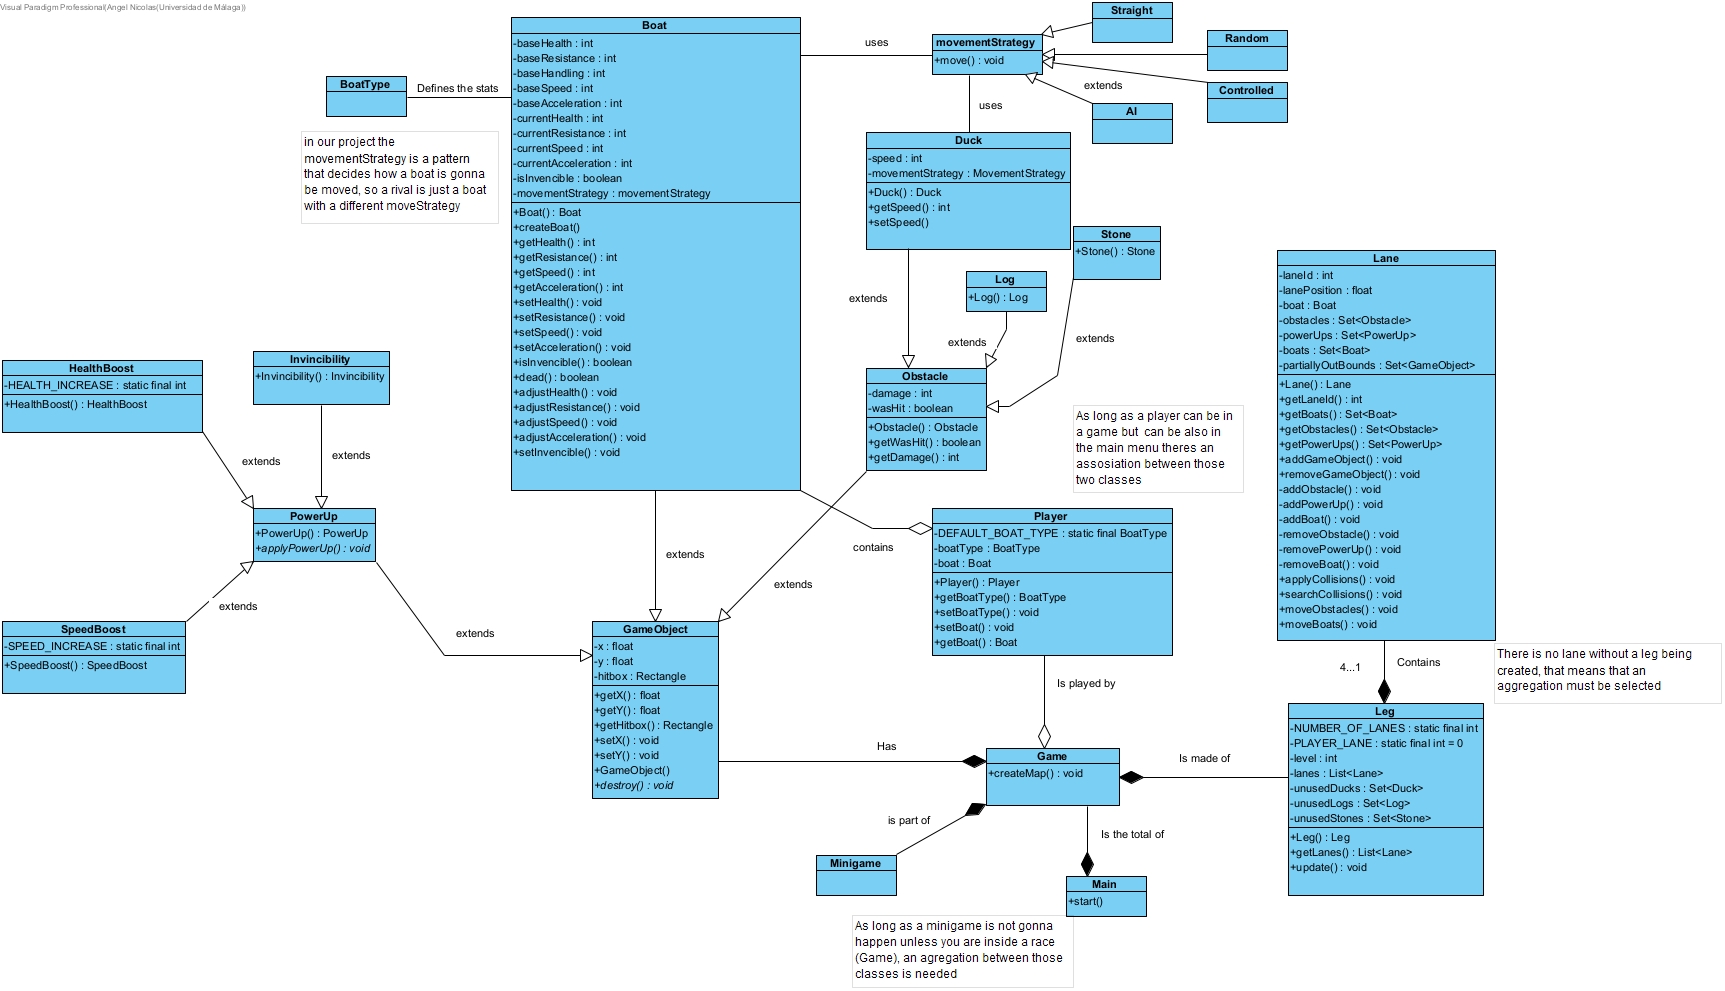 Visual Paradigm Professional(Angel Nicolas(Universidad de Málaga))
Boat
-baseHealth : int
-baseResistance : int
-baseHandling : int
-baseSpeed : int
-baseAcceleration : int
-currentHealth : int
-currentResistance : int
-currentSpeed : int
-currentAcceleration : int
-isInvencible : boolean
-movementStrategy : movementStrategy
+Boat() : Boat
+createBoat()
+getHealth() : int
+getResistance() : int
+getSpeed() : int
+getAcceleration() : int
+setHealth() : void
+setResistance() : void
+setSpeed() : void
+setAcceleration() : void
+isInvencible() : boolean
+dead() : boolean
+adjustHealth() : void
+adjustResistance() : void
+adjustSpeed() : void
+adjustAcceleration() : void
+setInvencible() : void
BoatType
Defines the stats
in our project the
movementStrategy is a pattern
that decides how a boat is gonna
be moved, so a rival is just a boat
with a different moveStrategy
uses
movementStrategy
+move() : void
Straight
Random
Controlled
extends
AI
uses
Duck
-speed : int
-movementStrategy : MovementStrategy
+Duck() : Duck
+getSpeed() : int
+setSpeed()
Stone
+Stone() : Stone
Log
+Log() : Log
extends
extends
extends
Obstacle
-damage : int
-wasHit : boolean
+Obstacle() : Obstacle
+getWasHit() : boolean
+getDamage() : int
As long as a player can be in
a game but  can be also in
the main menu theres an
assosiation between those
two classes
Lane
-laneId : int
-lanePosition : float
-boat : Boat
-obstacles : Set<Obstacle>
-powerUps : Set<PowerUp>
-boats : Set<Boat>
-partiallyOutBounds : Set<GameObject>
+Lane() : Lane
+getLaneId() : int
+getBoats() : Set<Boat>
+getObstacles() : Set<Obstacle>
+getPowerUps() : Set<PowerUp>
+addGameObject() : void
+removeGameObject() : void
-addObstacle() : void
-addPowerUp() : void
-addBoat() : void
-removeObstacle() : void
-removePowerUp() : void
-removeBoat() : void
+applyCollisions() : void
+searchCollisions() : void
+moveObstacles() : void
+moveBoats() : void
HealthBoost
-HEALTH_INCREASE : static final int
+HealthBoost() : HealthBoost
Invincibility
+Invincibility() : Invincibility
extends
extends
PowerUp
+PowerUp() : PowerUp
+applyPowerUp() : void
extends
SpeedBoost
-SPEED_INCREASE : static final int
+SpeedBoost() : SpeedBoost
extends
extends
extends
contains
Player
-DEFAULT_BOAT_TYPE : static final BoatType
-boatType : BoatType
-boat : Boat
+Player() : Player
+getBoatType() : BoatType
+setBoatType() : void
+setBoat() : void
+getBoat() : Boat
GameObject
-x : float
-y : float
-hitbox : Rectangle
+getX() : float
+getY() : float
+getHitbox() : Rectangle
+setX() : void
+setY() : void
+GameObject()
+destroy() : void
Is played by
Has
Game
+createMap() : void
Is made of
4...1
Contains
There is no lane without a leg being
created, that means that an
aggregation must be selected
Leg
-NUMBER_OF_LANES : static final int
-PLAYER_LANE : static final int = 0
-level : int
-lanes : List<Lane>
-unusedDucks : Set<Duck>
-unusedLogs : Set<Log>
-unusedStones : Set<Stone>
+Leg() : Leg
+getLanes() : List<Lane>
+update() : void
is part of
Is the total of
Minigame
Main
+start()
As long as a minigame is not gonna
happen unless you are inside a race
(Game), an agregation between those
classes is needed